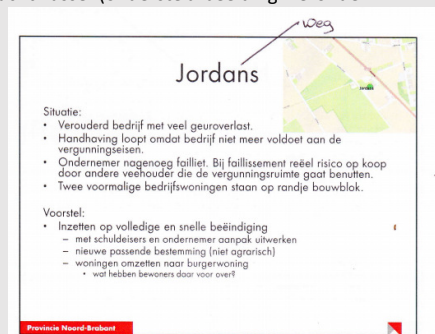 weg
Jordans
Situatie:
• Verouderd bedrijf met veel geuroverlast.
• Handhaving loopt omdat bedrijf niet meer voldoet aan de
vergunningseisen.
• Ondernemer nagenoeg failliet. Bij faillissement reëel risico op koop
door andere veehouder die de vergunningsruimte gaat benutten.
• Twee voormalige bedrijfswoningen staan op randje bouwblok.
Voorstel:
• Inzetten op volledige en snelle beëindiging
– met schuldeisers en ondernemer aanpak uitwerken
– nieuwe passende bestemming (niet agrarisch)
– woningen omzetten naar burgerwoning
• wat hebben bewoners daar voor over?
Provincie Noord-Brabant